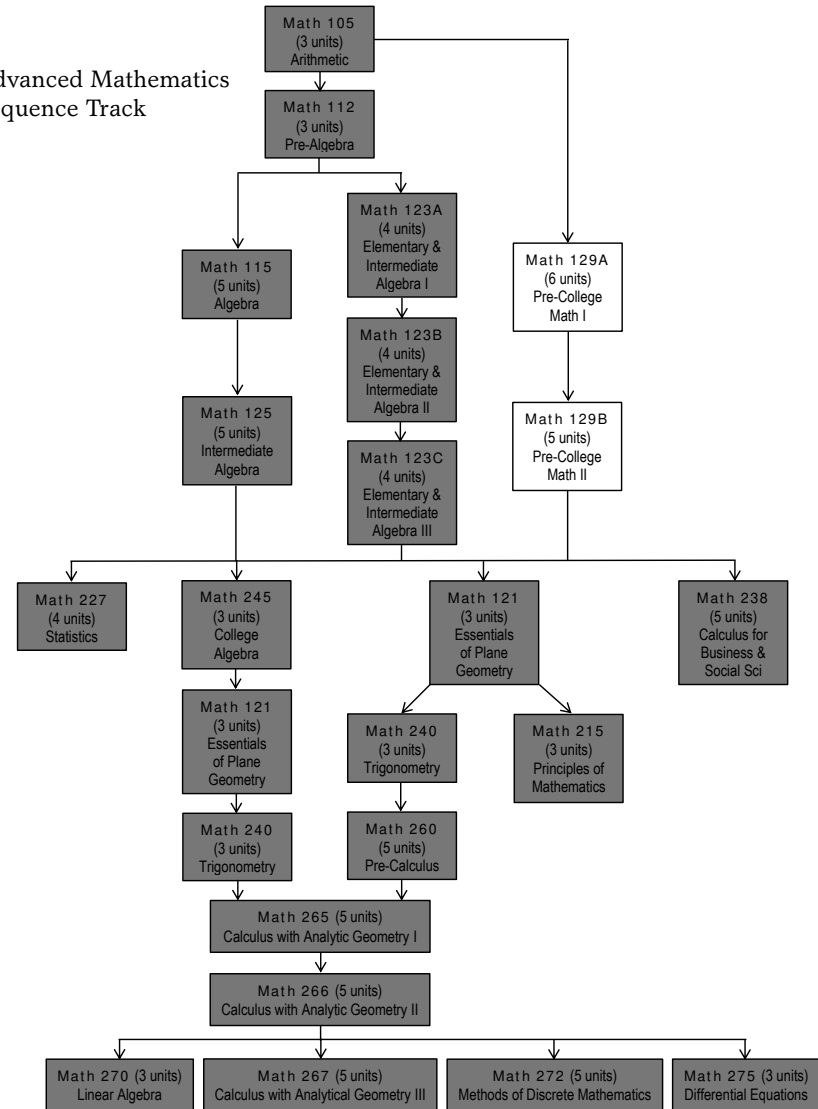 Math 105
(3 units)
Arithmetic
dvanced Mathematics
quence Track
Math 112
(3 units)
Pre-Algebra
Math 123A
(4 units)
Elementary &
Intermediate
Algebra I
Math 115
(5 units)
Algebra
Math 129A
(6 units)
Pre-College
Math I
Math 123B
(4 units)
Elementary &
Intermediate
Algebra II
Math 125
(5 units)
Intermediate
Algebra
Math 129B
(5 units)
Pre-College
Math II
Math 123C
(4 units)
Elementary &
Intermediate
Algebra III
Math 227
(4 units)
Statistics
Math 245
(3 units)
College
Algebra
Math 121
(3 units)
Essentials
of Plane
Geometry
Math 238
(5 units)
Calculus for
Business &
Social Sci
Math 121
(3 units)
Essentials
of Plane
Geometry
Math 240
(3 units)
Trigonometry
Math 215
(3 units)
Principles of
Mathematics
Math 240
(3 units)
Trigonometry
Math 260
(5 units)
Pre-Calculus
Math 265 (5 units)
Calculus with Analytic Geometry I
Math 266 (5 units)
Calculus with Analytic Geometry II
Math 270 (3 units)
Linear Algebra
Math 267 (5 units)
Calculus with Analytical Geometry III
Math 272 (5 units)
Methods of Discrete Mathematics
Math 275 (3 units)
Differential Equations